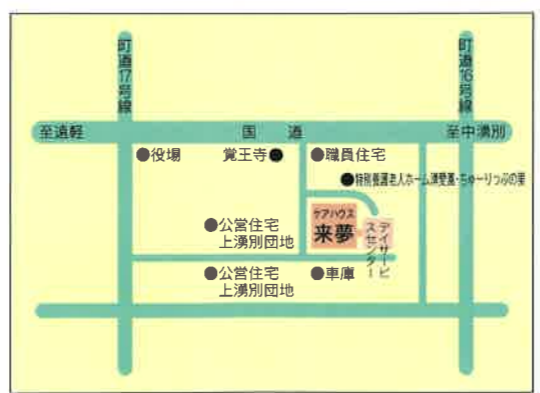 町道17号線
町道16号線
至遠軽
国道
至中湧別
●役場
覚王寺●
●職員住宅
●特別養護老人ホーム湧愛園・ちゅーりっぷの里
ケアハウス
来夢
デイサービ
スセンター
●公営住宅
上湧別団地
●公営住宅
上湧別団地
●車庫